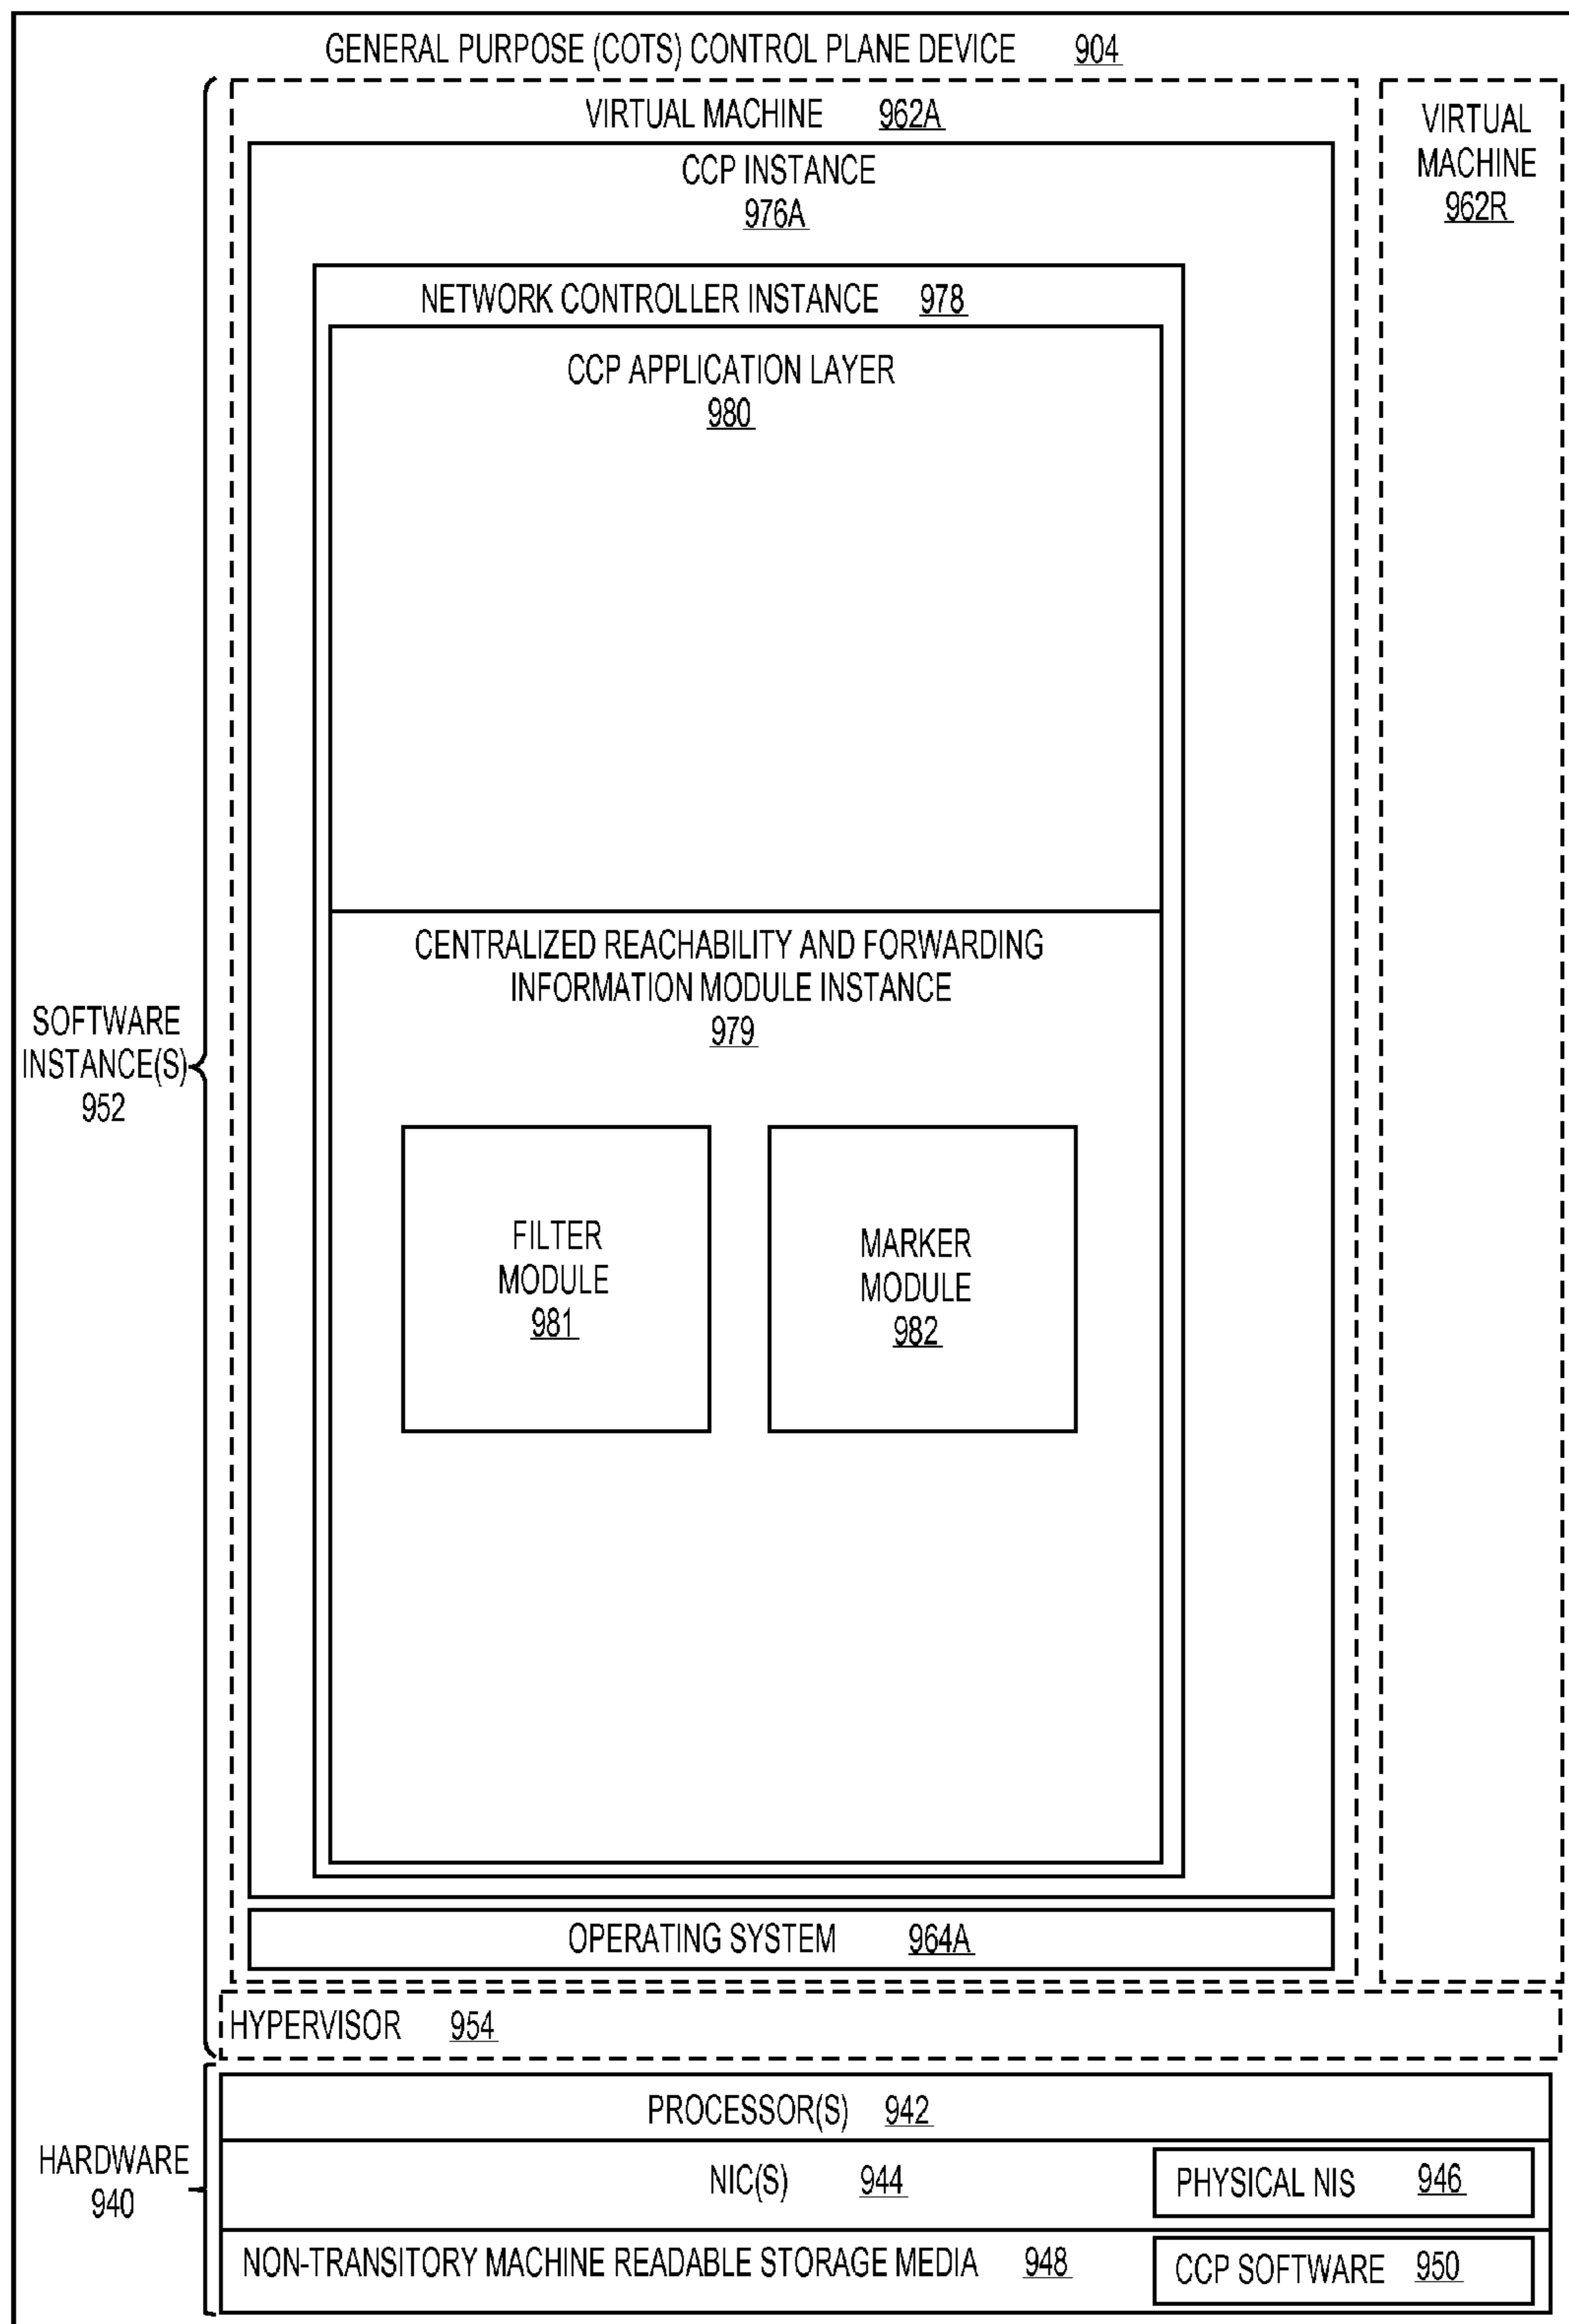 GENERAL PURPOSE (COTS) CONTROL PLANE DEVICE 904
VIRTUAL MACHINE 962A
VIRTUAL
MACHINE
962R
CCP INSTANCE
976A
NETWORK CONTROLLER INSTANCE 978
CCP APPLICATION LAYER
980
CENTRALIZED REACHABILITY AND FORWARDING
INFORMATION MODULE INSTANCE
979
SOFTWARE
INSTANCE(S)
952
FILTER
MODULE
981
MARKER
MODULE
982
OPERATING SYSTEM 964A
HYPERVISOR 954
HARDWARE
940
PROCESSOR(S) 942
NIC(S) 944
PHYSICAL NIS 946
NON-TRANSITORY MACHINE READABLE STORAGE MEDIA 948
CCP SOFTWARE 950